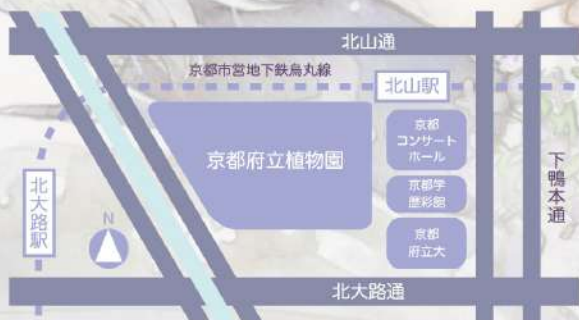 北山通
京都市営地下鉄烏丸線
北山駅
京都
コンサート
ホール
京都府立植物園
京都学
歴彩館
下鴨本通
北大路駅
N
京都
府立大
北大路通